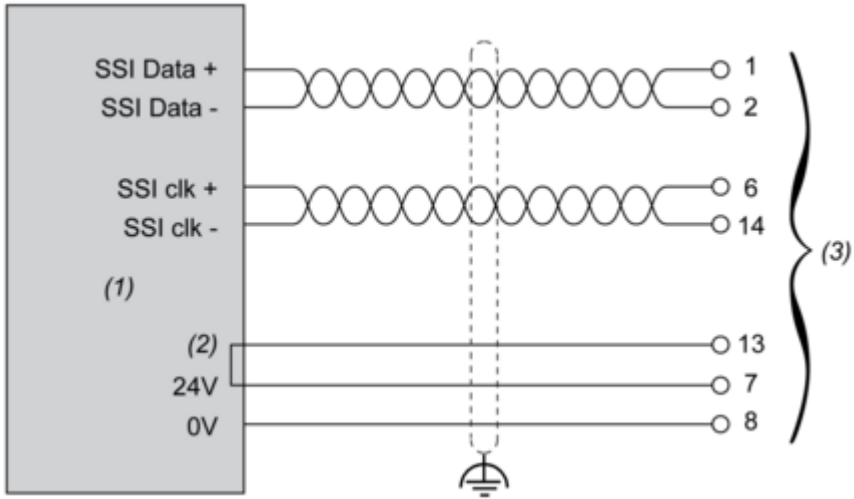 SSI Data + 1
SSI Data - 2
SSI clk + 6
SSI clk - 14
(1)
(3)
(2) 13
24V 7
0V 8